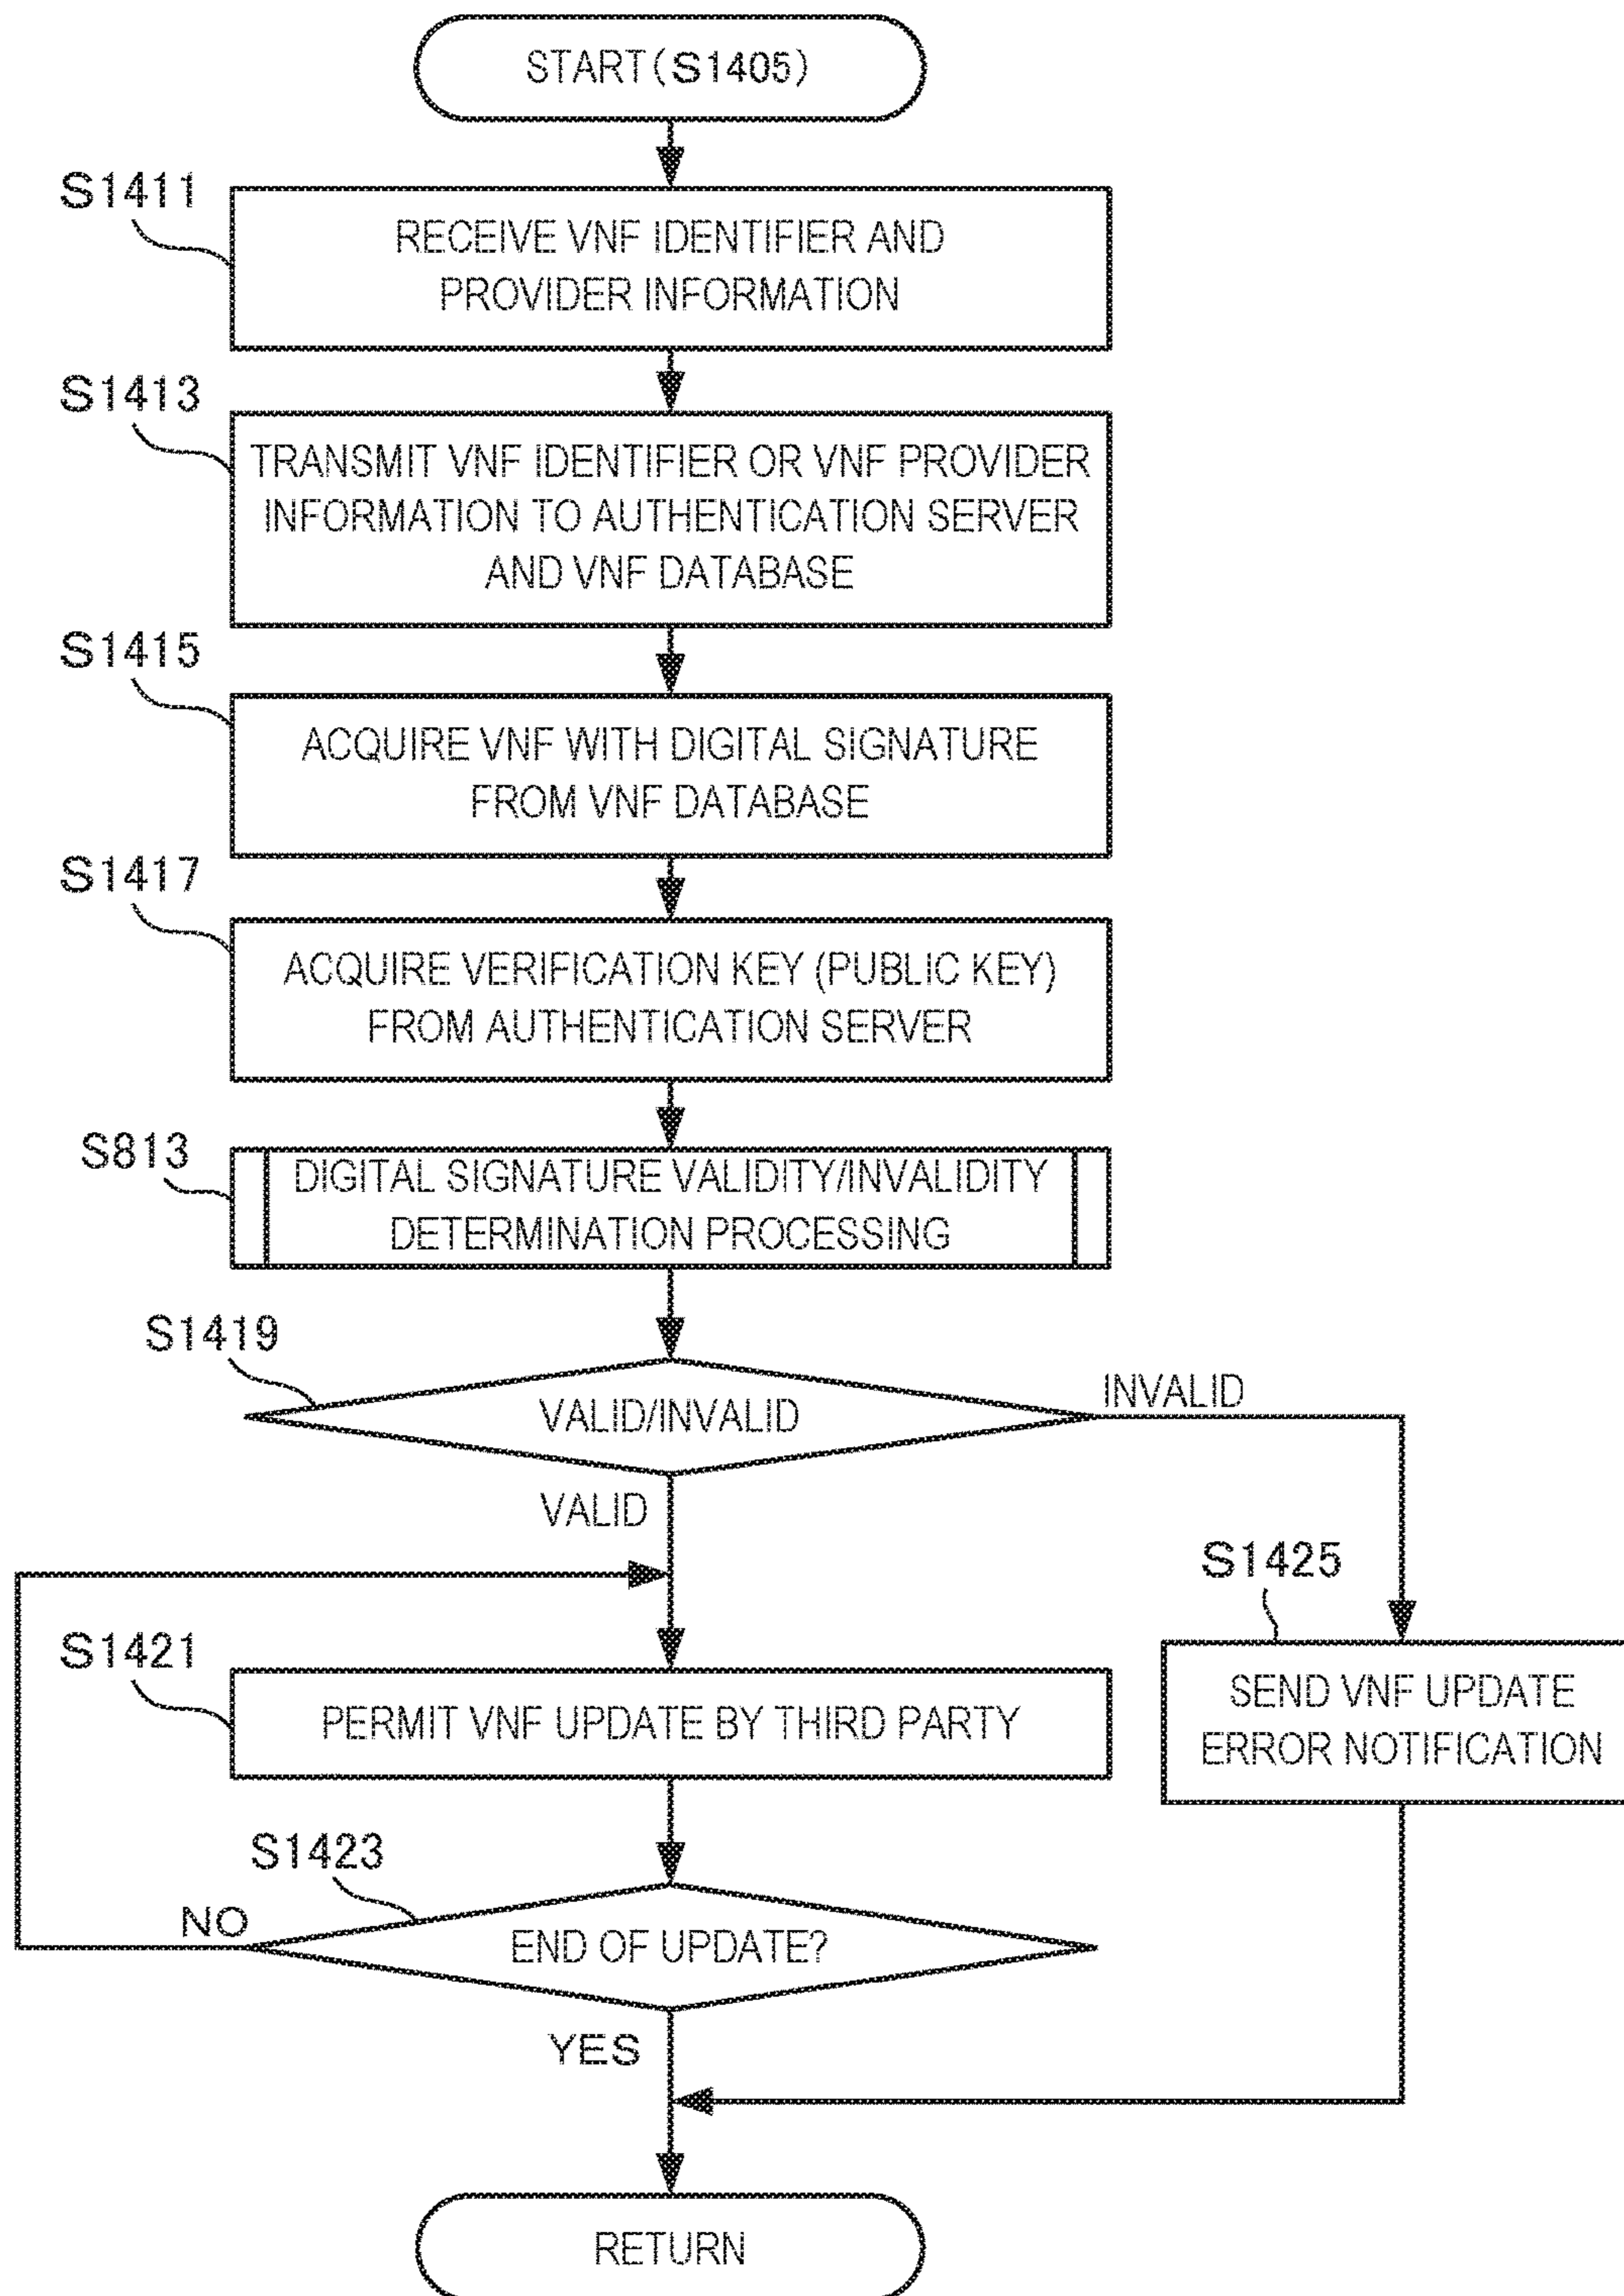 START(S1405)
S1411
RECEIVE VNF IDENTIFIER AND
PROVIDER INFORMATION
S1413
TRANSMIT VNF IDENTIFIER OR VNF PROVIDER
INFORMATION TO AUTHENTICATION SERVER
AND VNF DATABASE
S1415
ACQUIRE VNF WITH DIGITAL SIGNATURE
FROM VNF DATABASE
S1417
ACQUIRE VERIFICATION KEY (PUBLIC KEY)
FROM AUTHENTICATION SERVER
S813
DIGITAL SIGNATURE VALIDITY/INVALIDITY
DETERMINATION PROCESSING
S1419
VALID/INVALID
INVALID
VALID
S1425
SEND VNF UPDATE
ERROR NOTIFICATION
S1421
PERMIT VNF UPDATE BY THIRD PARTY
S1423
END OF UPDATE?
NO
YES
RETURN